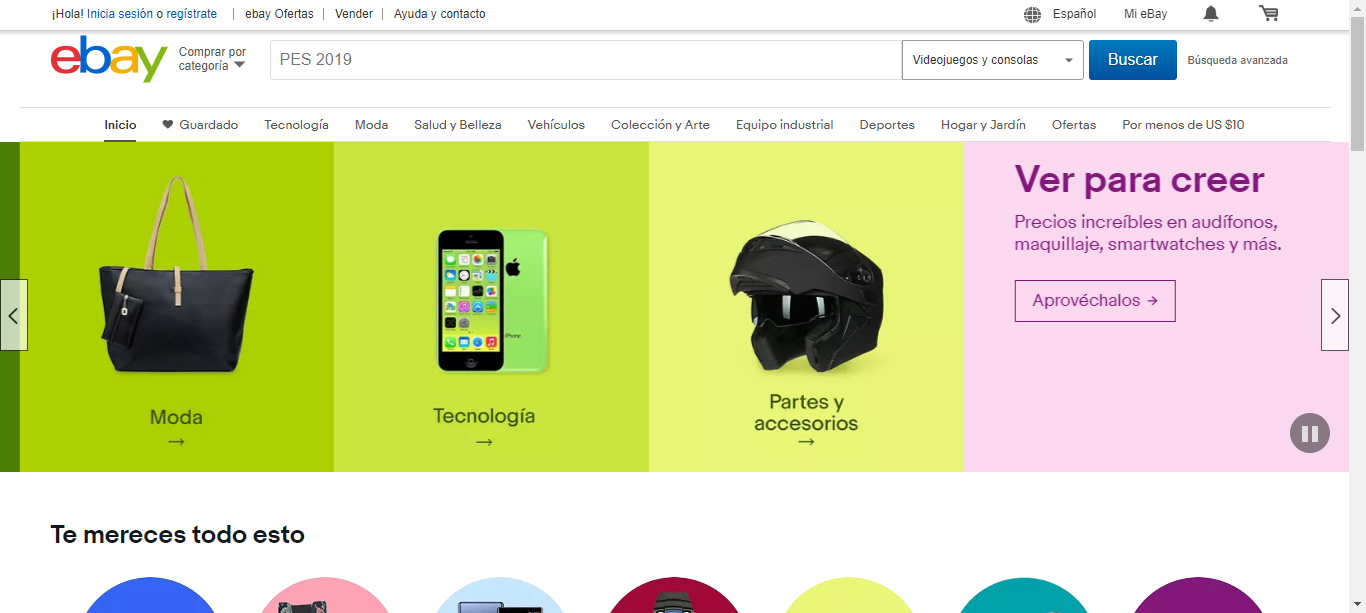 ¡Hola! Inicia sesión o regístrate | ebay Ofertas | Vender | Ayuda y contacto
Español Mi eBay
ebay
Comprar por
categoría
PES 2019
Videojuegos y consolas
Buscar
Búsqueda avanzada
Inicio Guardado Tecnología Moda Salud y Belleza Vehículos Colección y Arte Equipo industrial Deportes Hogar y Jardín Ofertas Por menos de US $10
Moda
→
iPhone
Tecnología
→
Partes y
accesorios
→
Ver para creer
Precios increíbles en audífonos,
maquillaje, smartwatches y más.
Aprovéchalos →
Te mereces todo esto